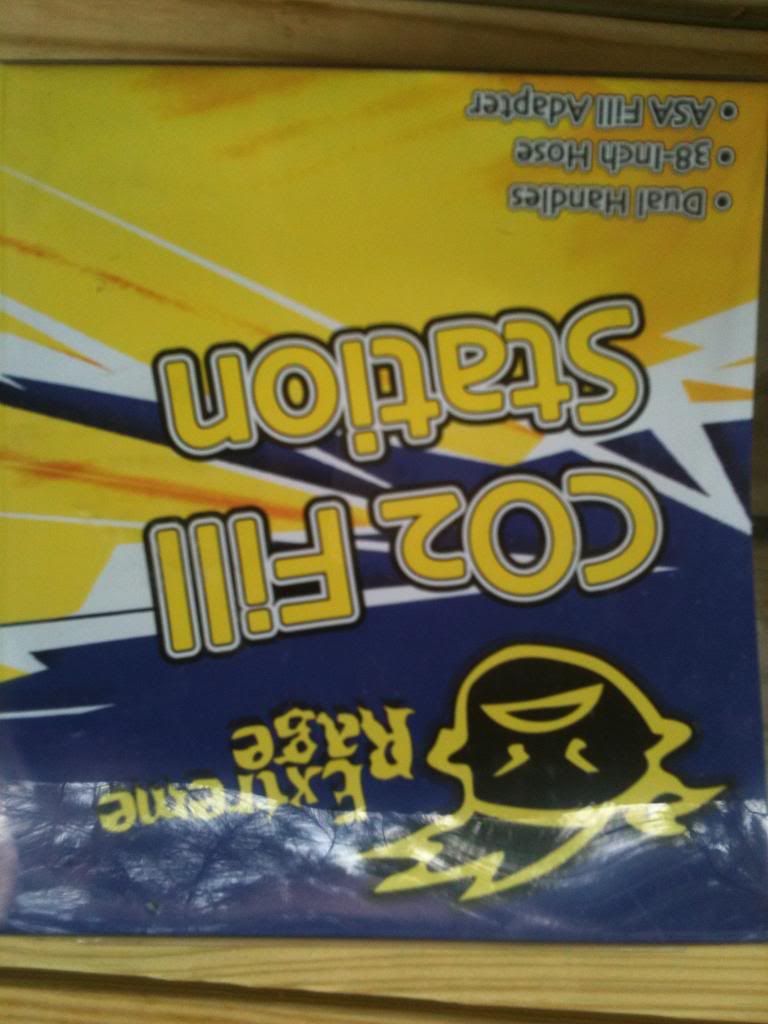 Extreme
Rage
CO2 Fill
Station
• Dual Handles
• 38-Inch Hose
• ASA Fill Adapter